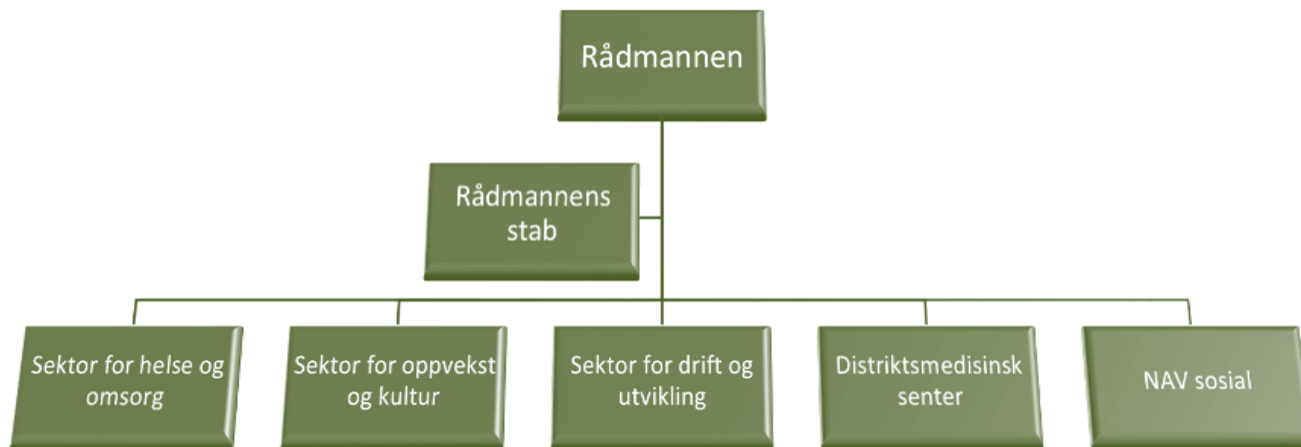 Rådmannen
Rådmannens
stab
Sektor for helse og
omsorg
Sektor for oppvekst
og kultur
Sektor for drift og
utvikling
Distriktsmedisinsk
senter
NAV sosial